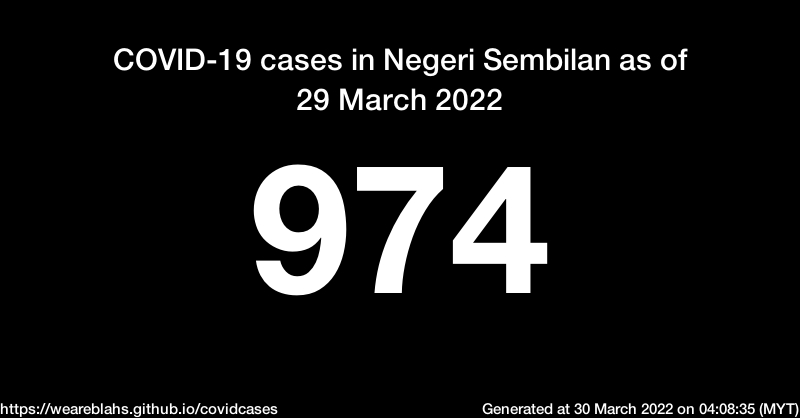 COVID-19 cases in Negeri Sembilan as of
29 March 2022
974
https://weareblahs.github.io/covidcases
Generated at 30 March 2022 on 04:08:35 (MYT)